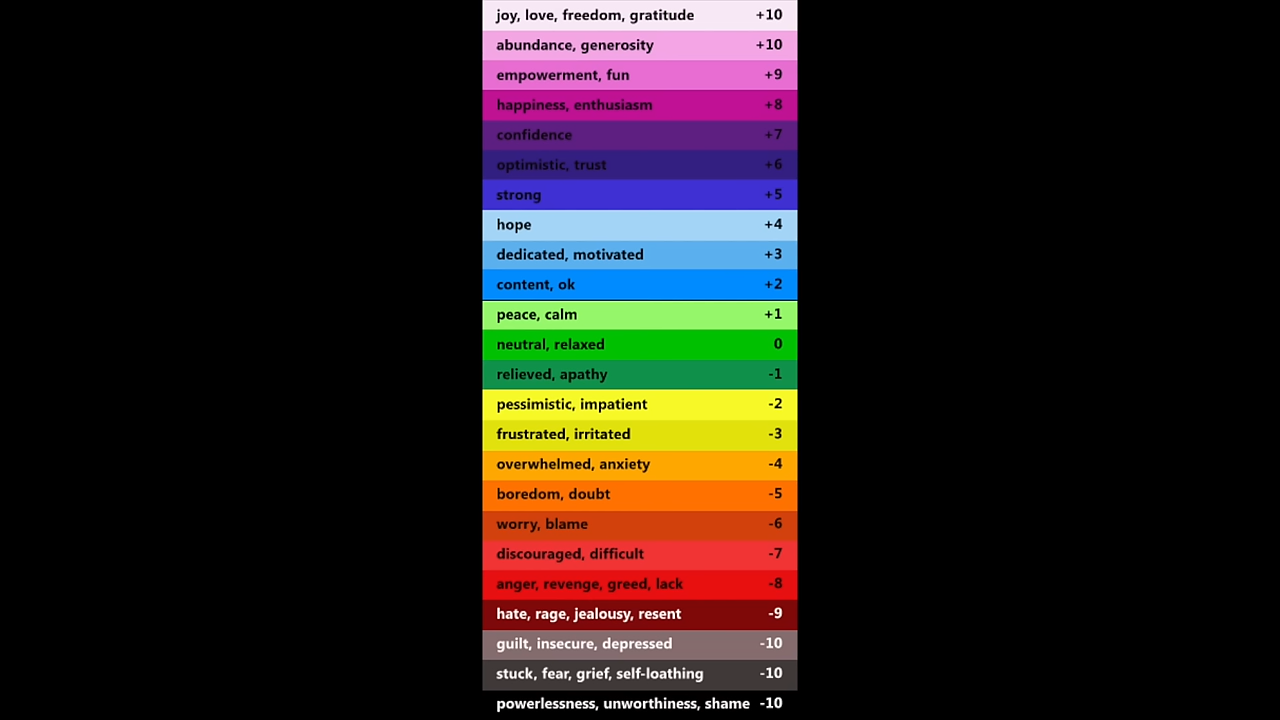 joy, love, freedom, gratitude +10
abundance, generosity +10
empowerment, fun +9
happiness, enthusiasm +8
confidence +7
optimistic, trust +6
strong +5
hope +4
dedicated, motivated +3
content, ok +2
peace, calm +1
neutral, relaxed 0
relieved, apathy -1
pessimistic, impatient -2
frustrated, irritated -3
overwhelmed, anxiety -4
boredom, doubt -5
worry, blame -6
discouraged, difficult -7
anger, revenge, greed, lack -8
hate, rage, jealousy, resent -9
guilt, insecure, depressed -10
stuck, fear, grief, self-loathing -10
powerlessness, unworthiness, shame -10